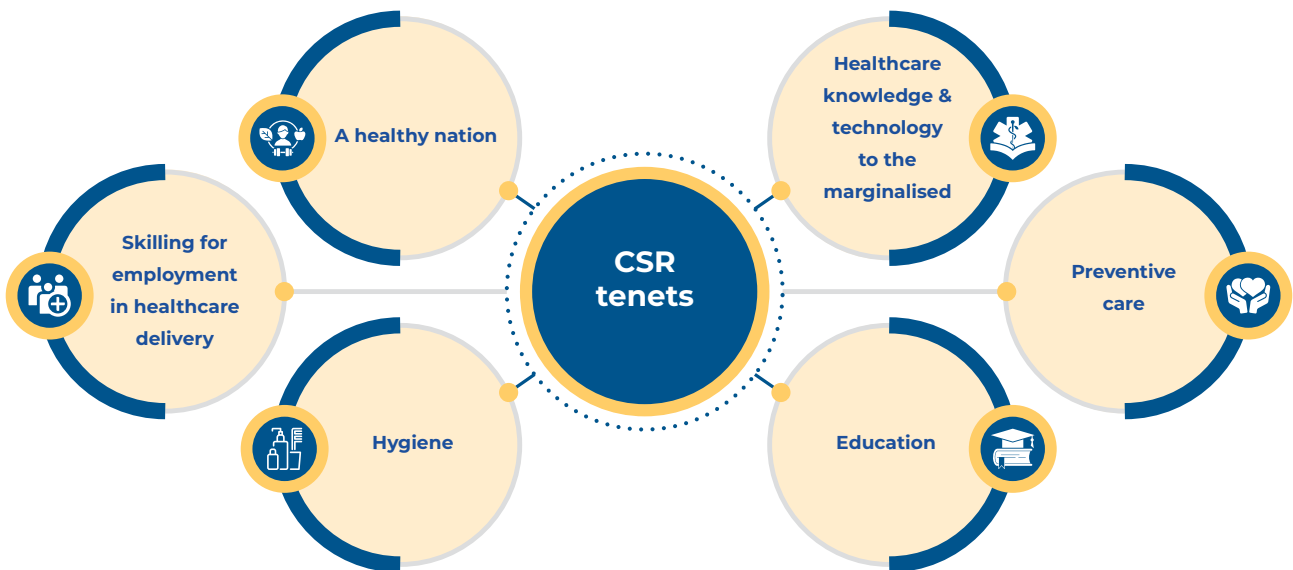 A healthy nation
Healthcare
knowledge &
technology
to the
marginalised
Skilling for
employment
in healthcare
delivery
CSR
tenets
Preventive
care
Hygiene
Education